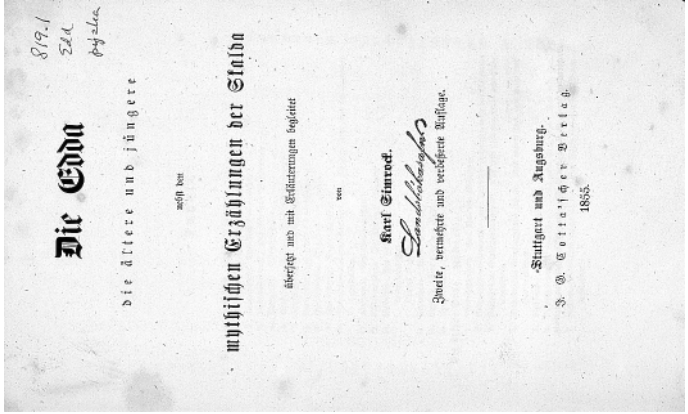 819.1
Edd
Die Edda
die ältere und jüngere
nebst den
mythischen Erzählungen der Skalda
übersetzt und mit Erläuterungen begleitet
von
Karl Simrock.
Landsbókasafn
Zweite, vermehrte und verbesserte Auflage.
Stuttgart und Augsburg.
J. G. Cotta'scher Verlag.
1855.